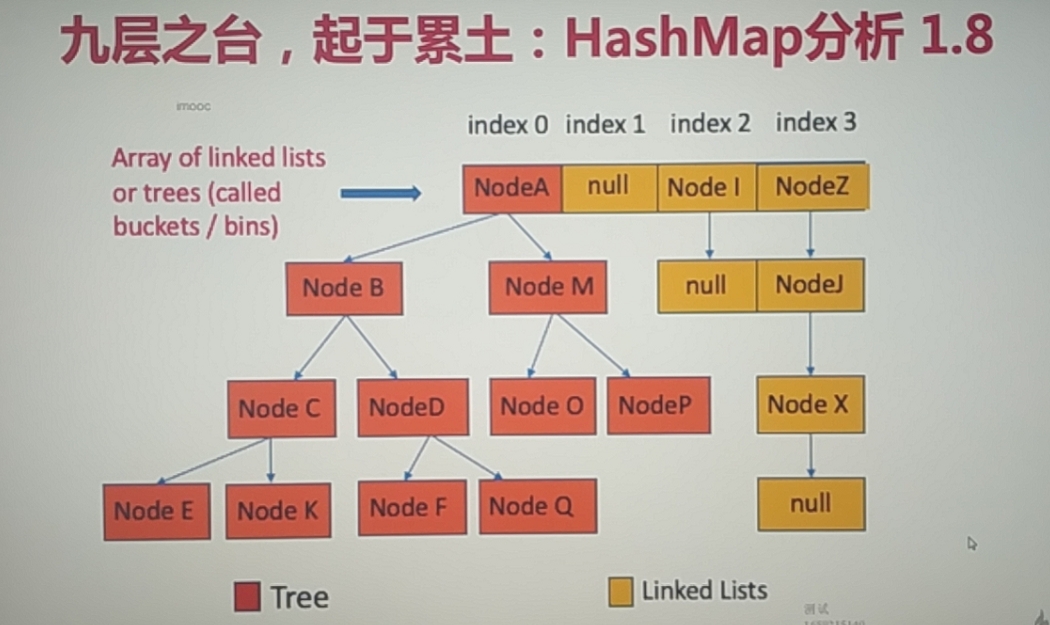 九层之台，起于累土：HashMap分析 1.8
imooc
index 0 index 1 index 2 index 3
Array of linked lists
or trees (called
buckets / bins)
NodeA null Node I NodeZ
Node B Node M null NodeJ
Node C NodeD Node O NodeP Node X
Node E Node K Node F Node Q null
Tree Linked Lists
测试